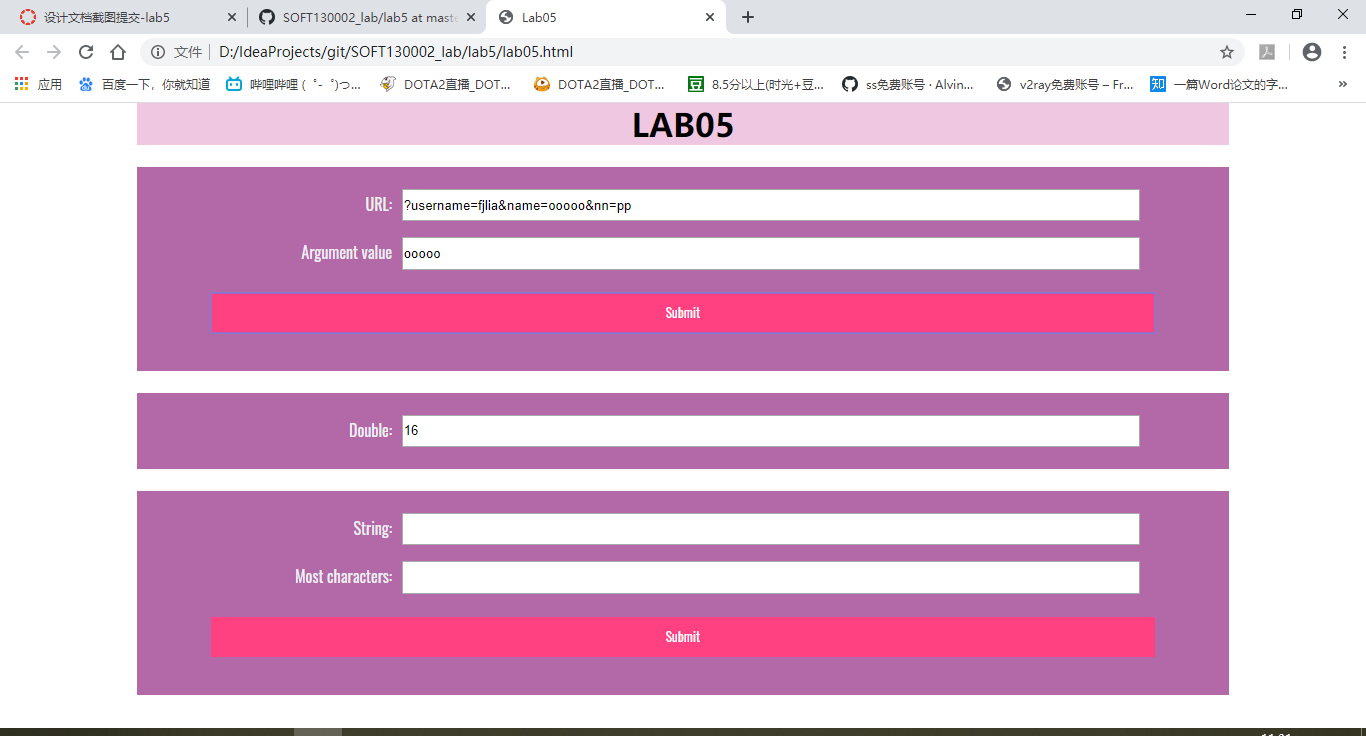 设计文档截图提交-lab5
SOFT130002_lab/lab5 at maste
Lab05
文件 D:/IdeaProjects/git/SOFT130002_lab/lab5/lab05.html
应用 百度一下，你就知道 哔哩哔哩 ( ゜- ゜)つ... DOTA2直播_DOT... DOTA2直播_DOT... 8.5分以上(时光+豆... ss免费账号 · Alvin... v2ray免费账号 – Fr... 一篇Word论文的字... »
LAB05
URL: ?username=fjlia&name=ooooo&nn=pp
Argument value ooooo
Submit
Double: 16
String:
Most characters:
Submit